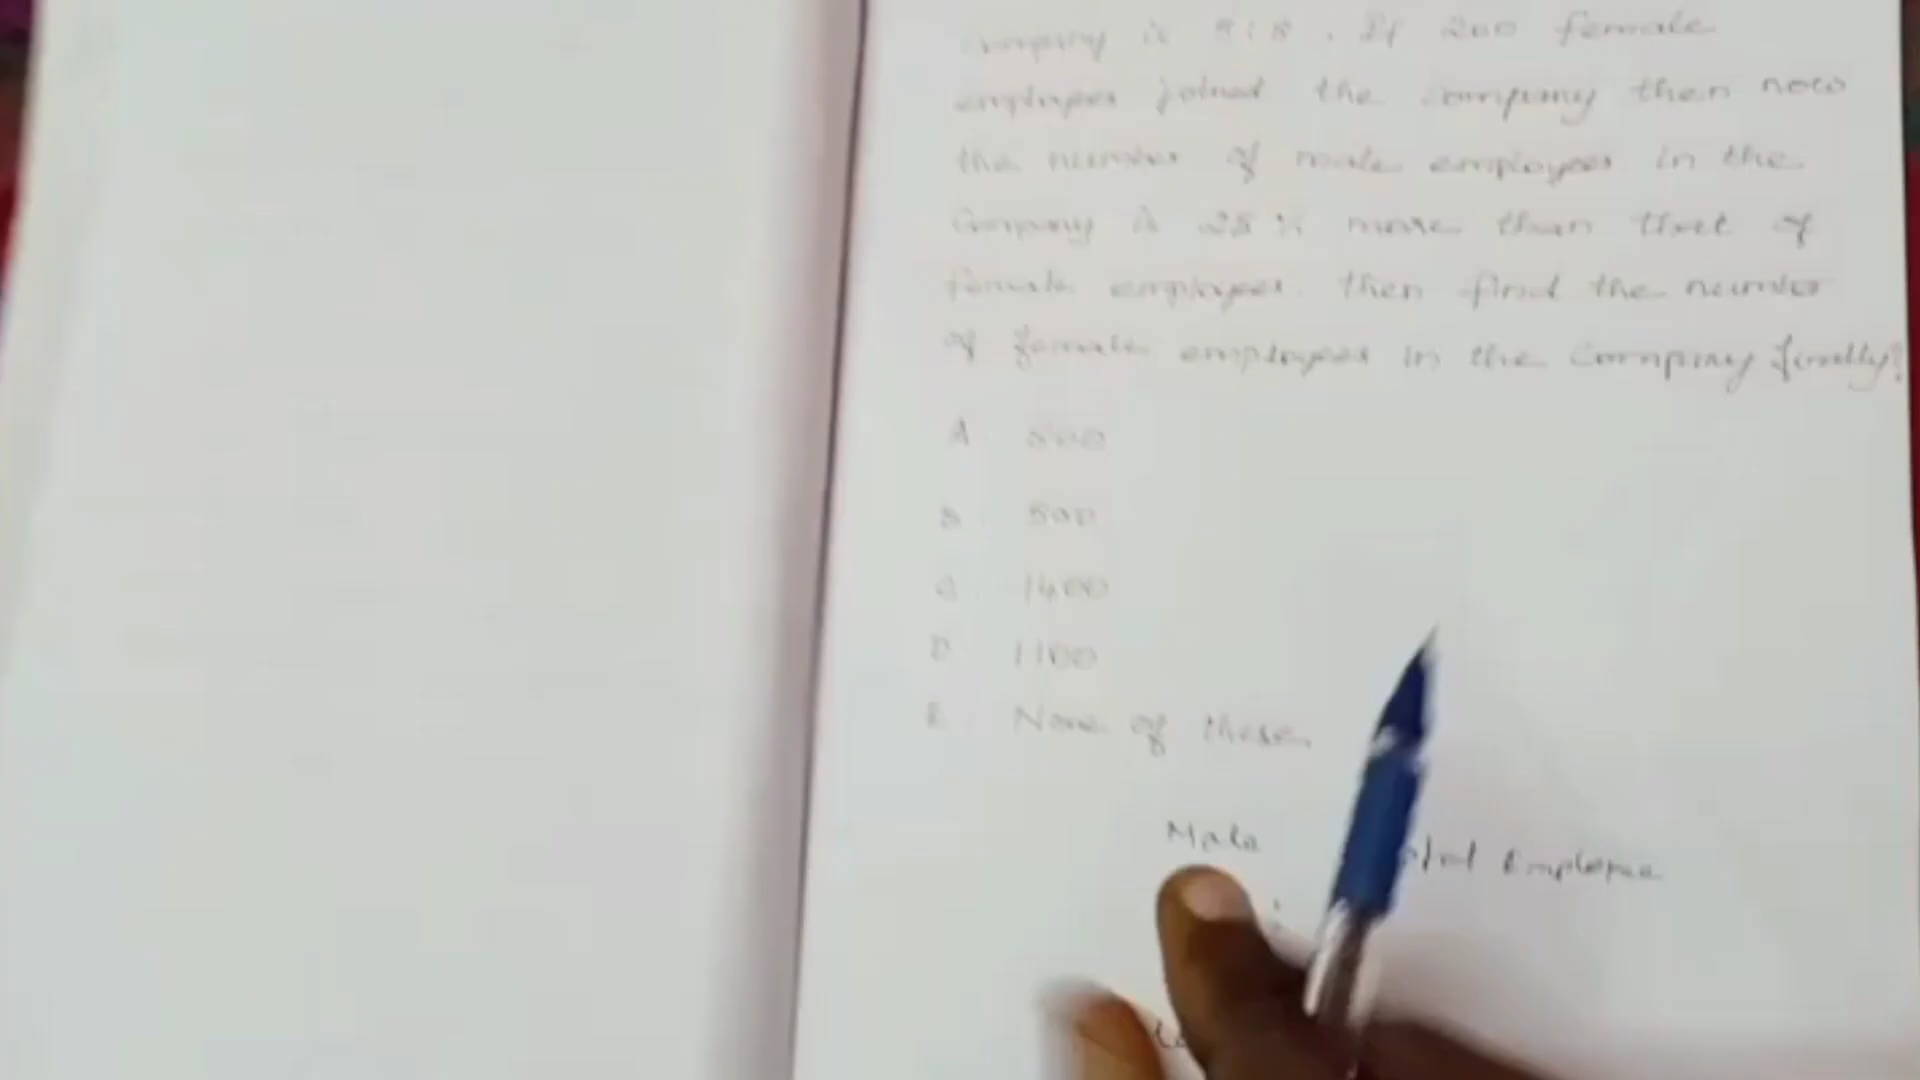 Company is 5:8. If 200 female
employees joined the company then now
the number of male employees in the
Company is 25% more than that of
female employees. then find the number
of female employees in the Company finally?
A
B
C 1400
D 1100
E None of these
Male Employee
: